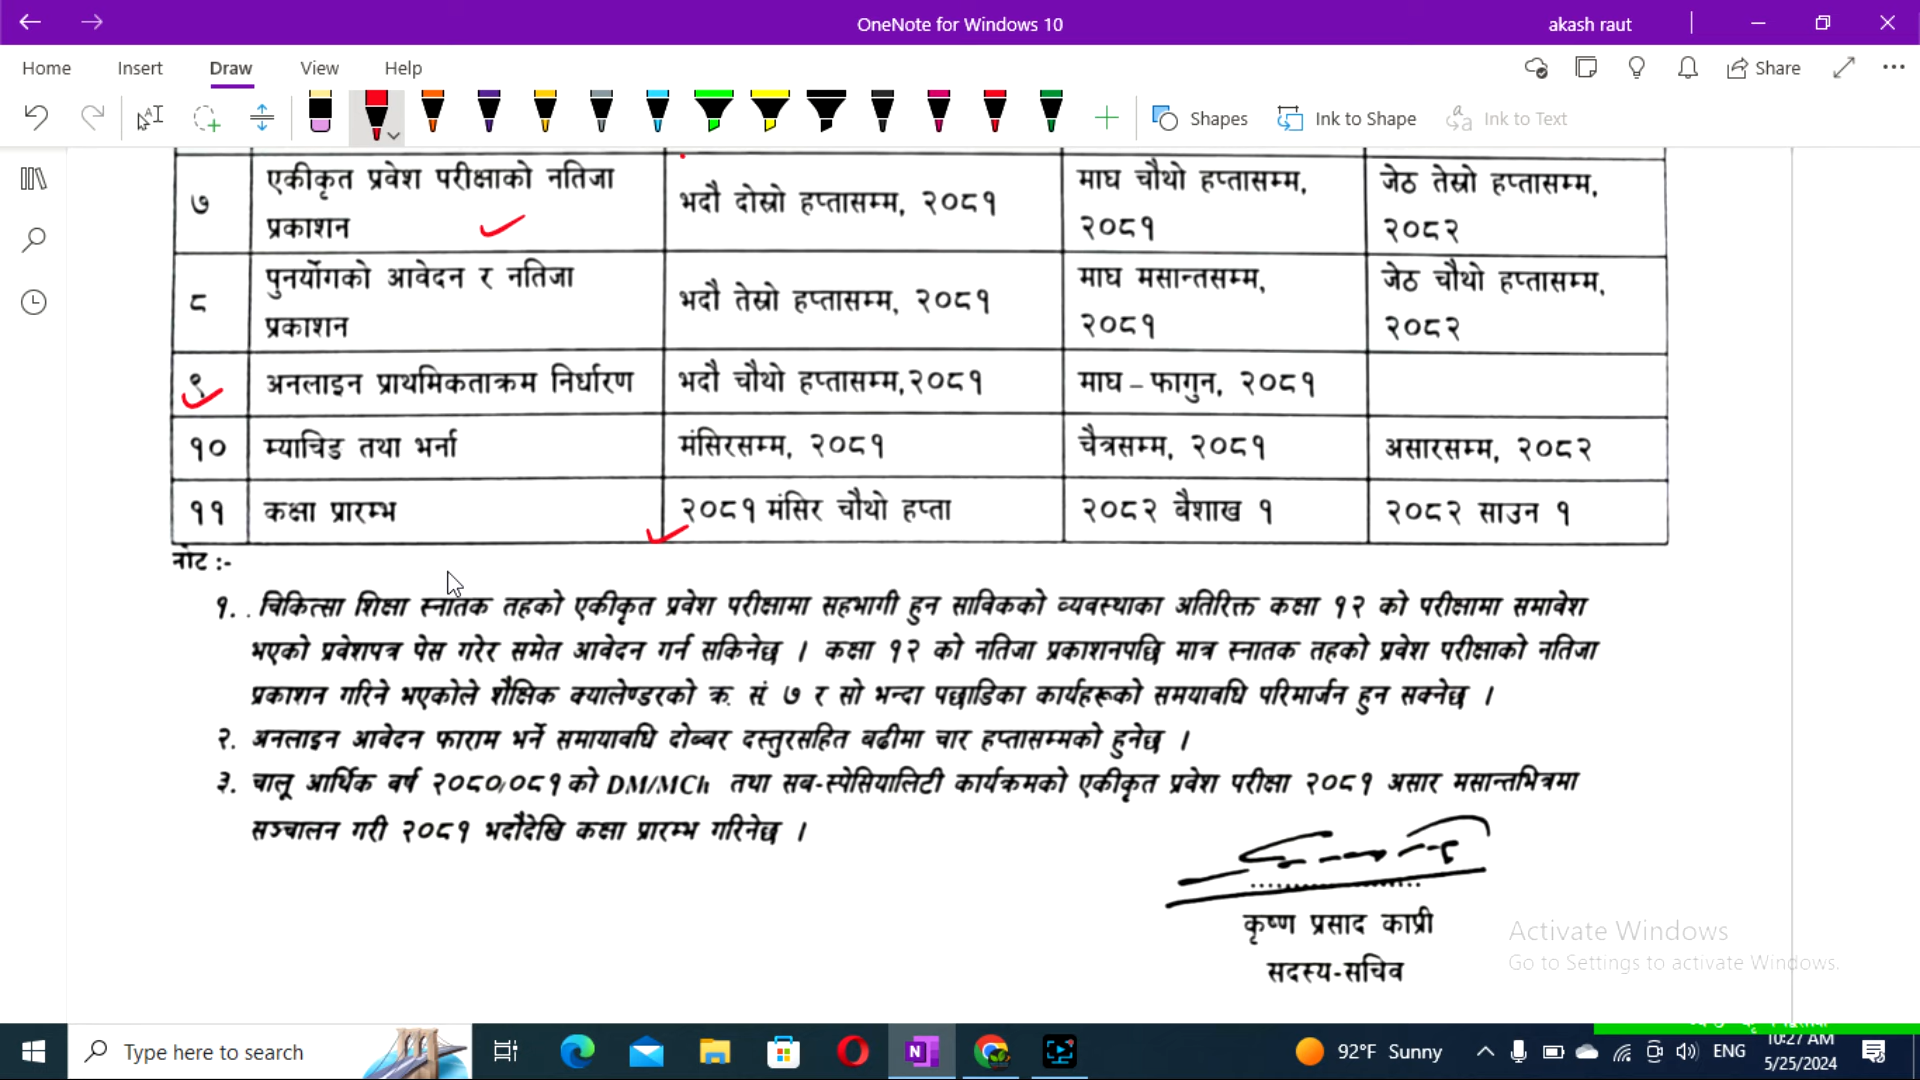 OneNote for Windows 10
akash raut
Home
Insert
Draw
View
Help
Share
Shapes
Ink to Shape
Ink to Text
७
एकीकृत प्रवेश परीक्षाको नतिजा
प्रकाशन
भदौ दोस्रो हप्तासम्म, २०८१
माघ चौथो हप्तासम्म,
२०८१
जेठ तेस्रो हप्तासम्म,
२०८२
८
पुनर्योगको आवेदन र नतिजा
प्रकाशन
भदौ तेस्रो हप्तासम्म, २०८१
माघ मसान्तसम्म,
२०८१
जेठ चौथो हप्तासम्म,
२०८२
९
अनलाइन प्राथमिकताक्रम निर्धारण
भदौ चौथो हप्तासम्म,२०८१
माघ – फागुन, २०८१
१०
म्याचिङ तथा भर्ना
मंसिरसम्म, २०८१
चैत्रसम्म, २०८१
असारसम्म, २०८२
११
कक्षा प्रारम्भ
२०८१ मंसिर चौथो हप्ता
२०८२ बैशाख १
२०८२ साउन १
नोट :-
१. . चिकित्सा शिक्षा स्नातक तहको एकीकृत प्रवेश परीक्षामा सहभागी हुन साविकको व्यवस्थाका अतिरिक्त कक्षा १२ को परीक्षामा समावेश
भएको प्रवेशपत्र पेस गरेर समेत आवेदन गर्न सकिनेछ । कक्षा १२ को नतिजा प्रकाशनपछि मात्र स्नातक तहको प्रवेश परीक्षाको नतिजा
प्रकाशन गरिने भएकोले शैक्षिक क्यालेण्डरको क्र. सं. ७ र सो भन्दा पछाडिका कार्यहरूको समयावधि परिमार्जन हुन सक्नेछ ।
२. अनलाइन आवेदन फाराम भर्ने समायावधि दोब्बर दस्तुरसहित बढीमा चार हप्तासम्मको हुनेछ ।
३. चालू आर्थिक वर्ष २०८०/०८१ को DM/MCh तथा सब-स्पेसियालिटी कार्यक्रमको एकीकृत प्रवेश परीक्षा २०८१ असार मसान्तभित्रमा
सञ्चालन गरी २०८१ भदौदेखि कक्षा प्रारम्भ गरिनेछ ।
कृष्ण प्रसाद काप्री
सदस्य-सचिव
Activate Windows
Go to Settings to activate Windows.
Type here to search
92°F Sunny
ENG
10:27 AM
5/25/2024